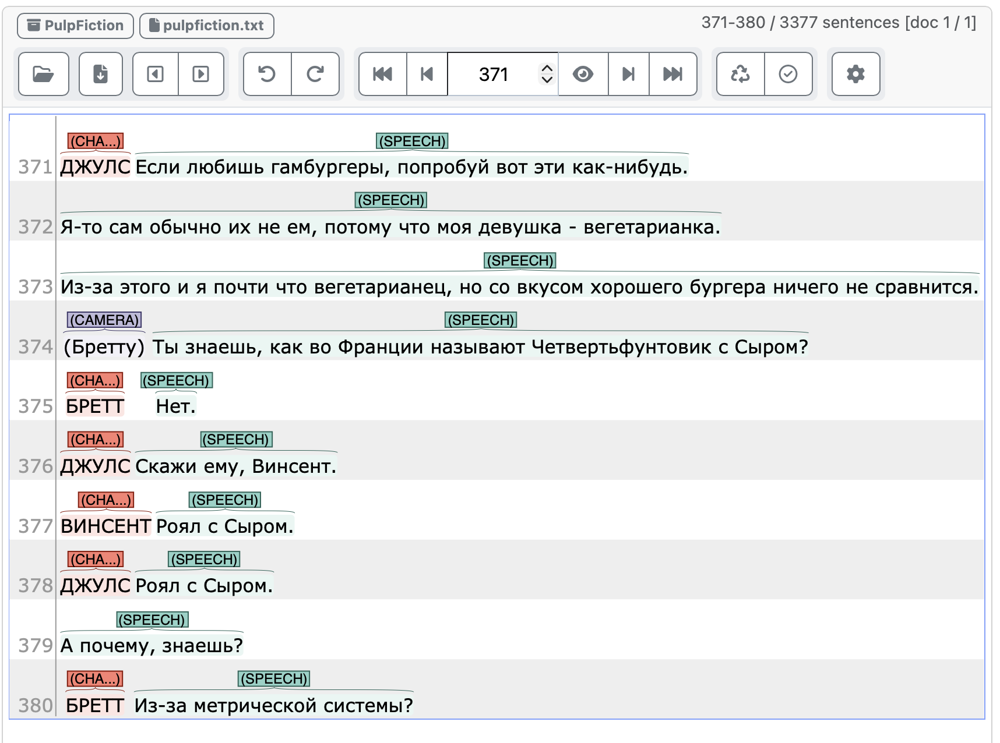 PulpFiction pulpfiction.txt 371-380 / 3377 sentences [doc 1 / 1]
371
(CHA...) (SPEECH)
371 ДЖУЛС Если любишь гамбургеры, попробуй вот эти как-нибудь.
(SPEECH)
372 Я-то сам обычно их не ем, потому что моя девушка - вегетарианка.
(SPEECH)
373 Из-за этого и я почти что вегетарианец, но со вкусом хорошего бургера ничего не сравнится.
(CAMERA) (SPEECH)
374 (Бретту) Ты знаешь, как во Франции называют Четвертьфунтовик с Сыром?
(CHA...) (SPEECH)
375 БРЕТТ Нет.
(CHA...) (SPEECH)
376 ДЖУЛС Скажи ему, Винсент.
(CHA...) (SPEECH)
377 ВИНСЕНТ Роял с Сыром.
(CHA...) (SPEECH)
378 ДЖУЛС Роял с Сыром.
(SPEECH)
379 А почему, знаешь?
(CHA...) (SPEECH)
380 БРЕТТ Из-за метрической системы?